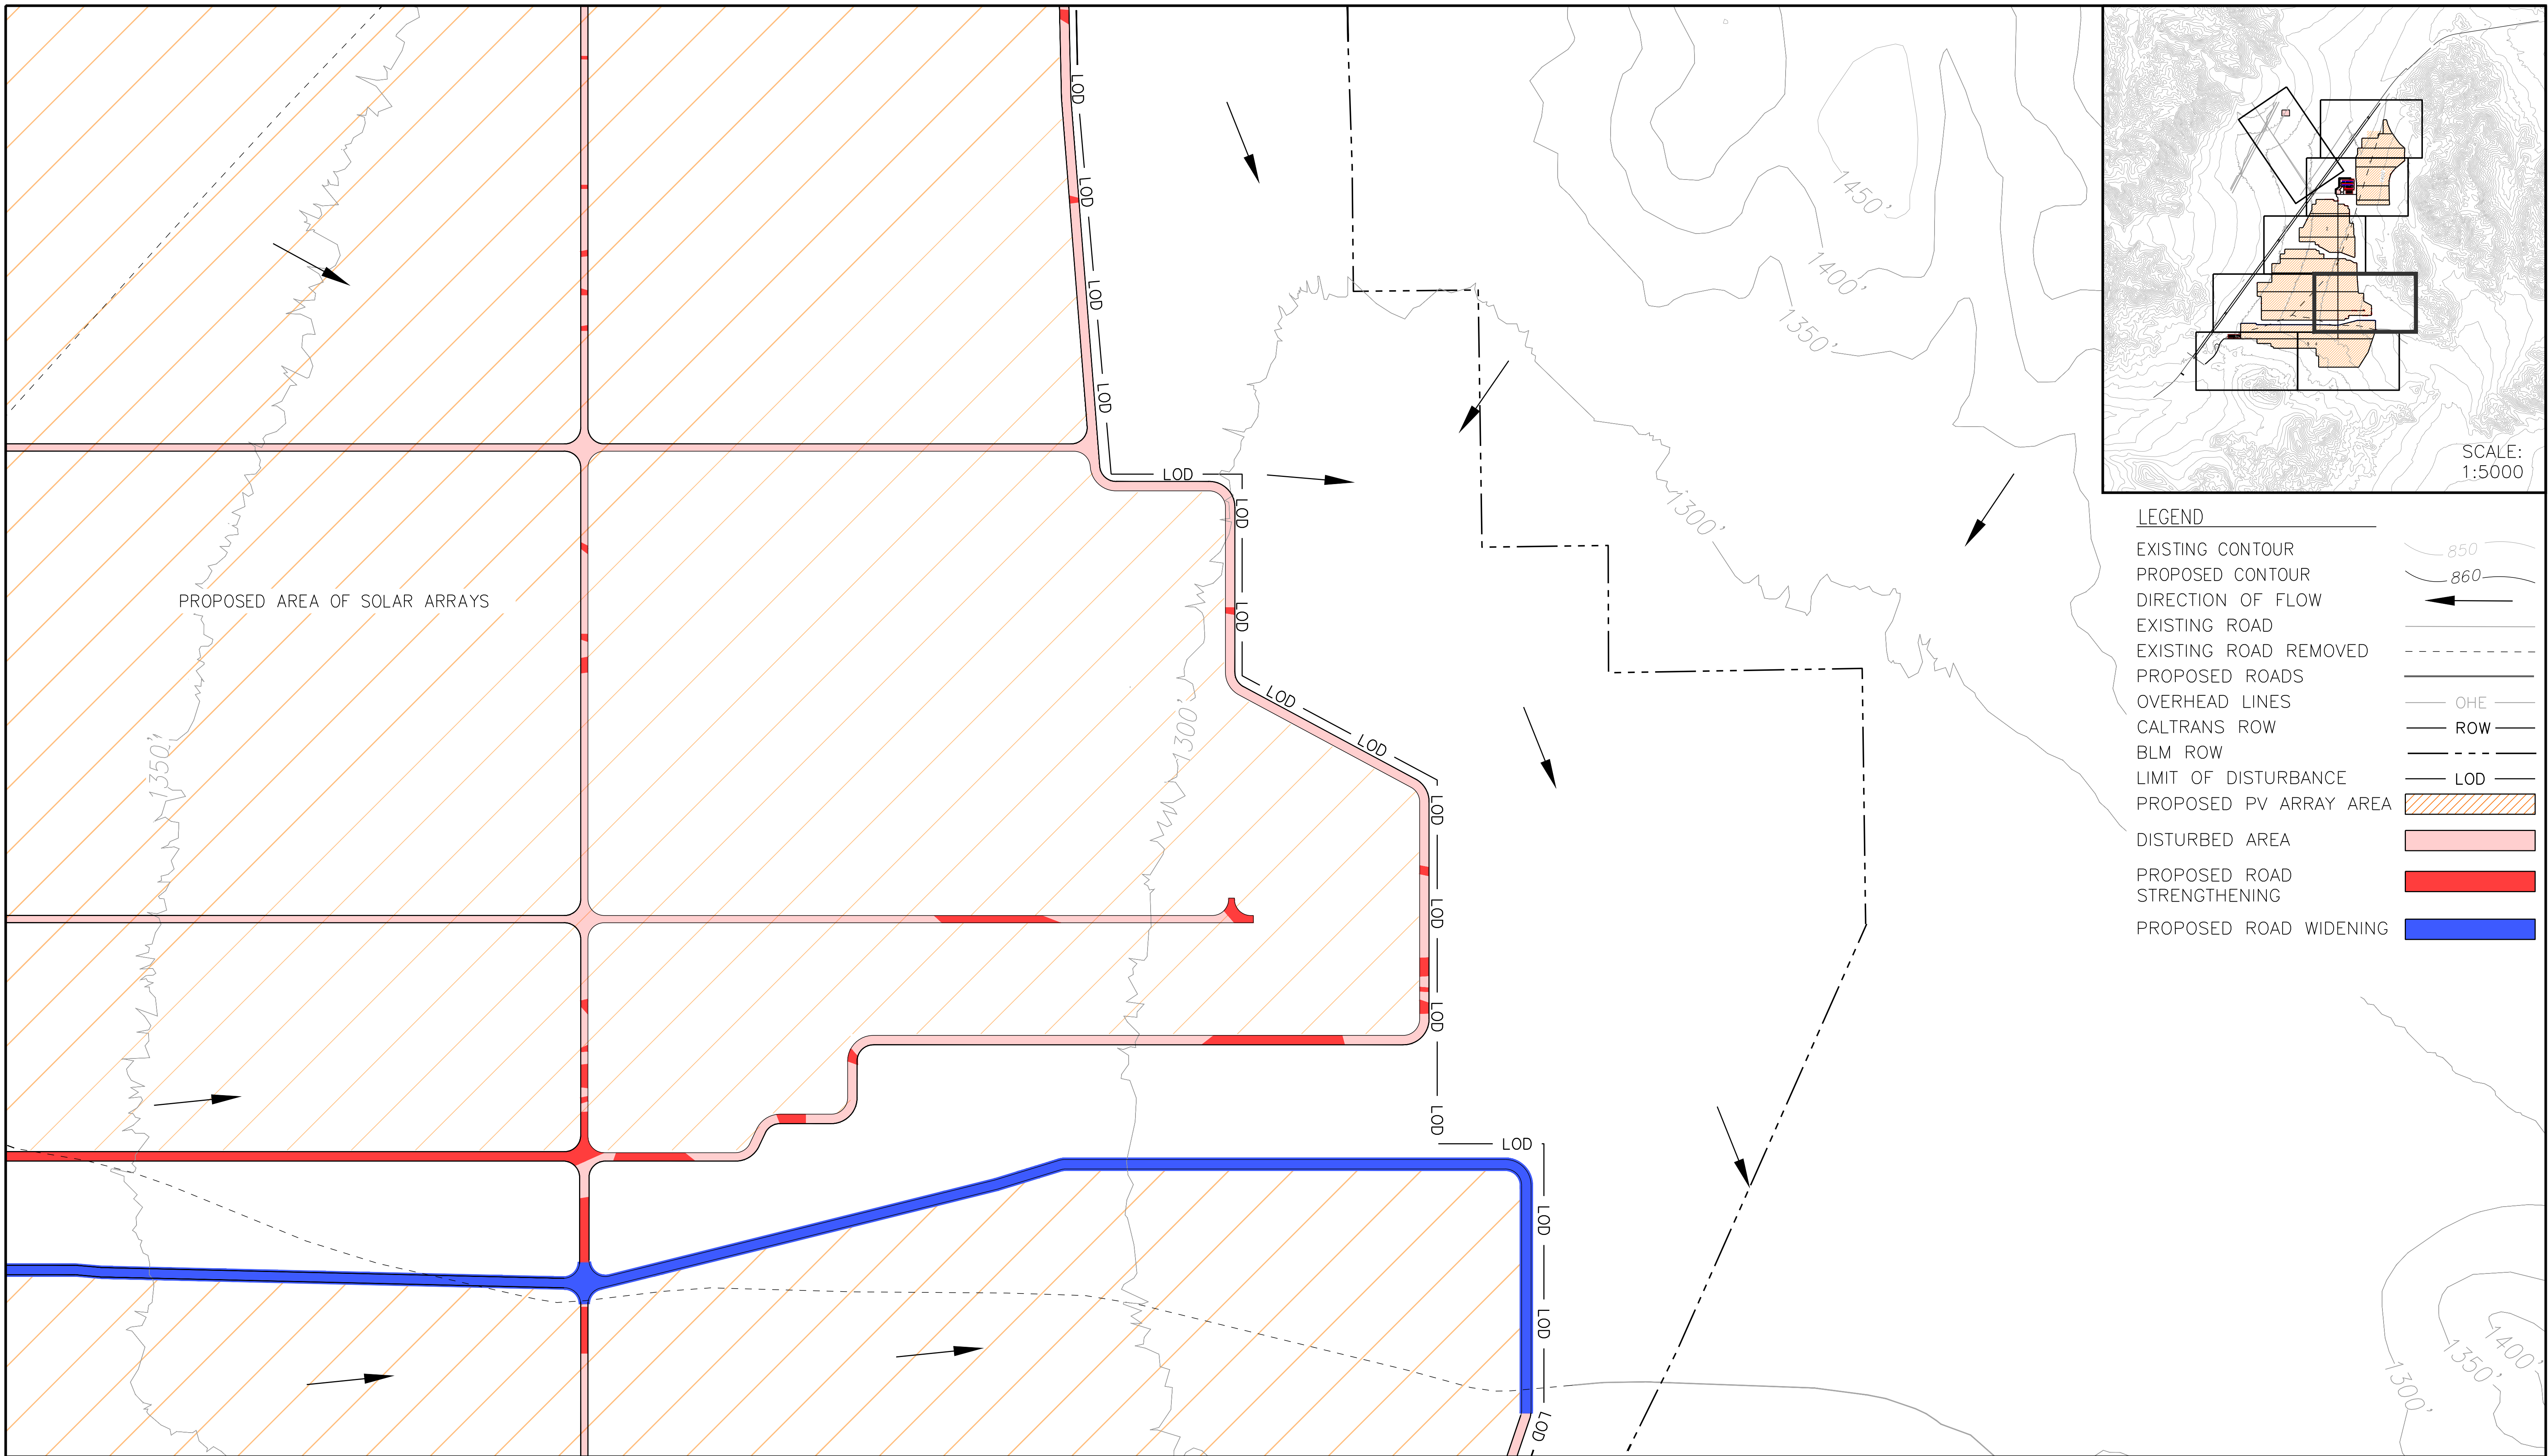 LOD
LOD
LOD
LOD
1450'
1400'
1350'
SCALE:
1:5000
LOD
LOD
1300'
LEGEND
EXISTING CONTOUR 850
PROPOSED CONTOUR 860
DIRECTION OF FLOW
EXISTING ROAD
EXISTING ROAD REMOVED
PROPOSED ROADS
OVERHEAD LINES OHE
CALTRANS ROW ROW
BLM ROW
LIMIT OF DISTURBANCE LOD
PROPOSED PV ARRAY AREA
DISTURBED AREA
PROPOSED ROAD
STRENGTHENING
PROPOSED ROAD WIDENING
PROPOSED AREA OF SOLAR ARRAYS
LOD
LOD
LOD
1300'
1350'
LOD
LOD
LOD
LOD
LOD
LOD
LOD
LOD
1400'
1350'
1300'